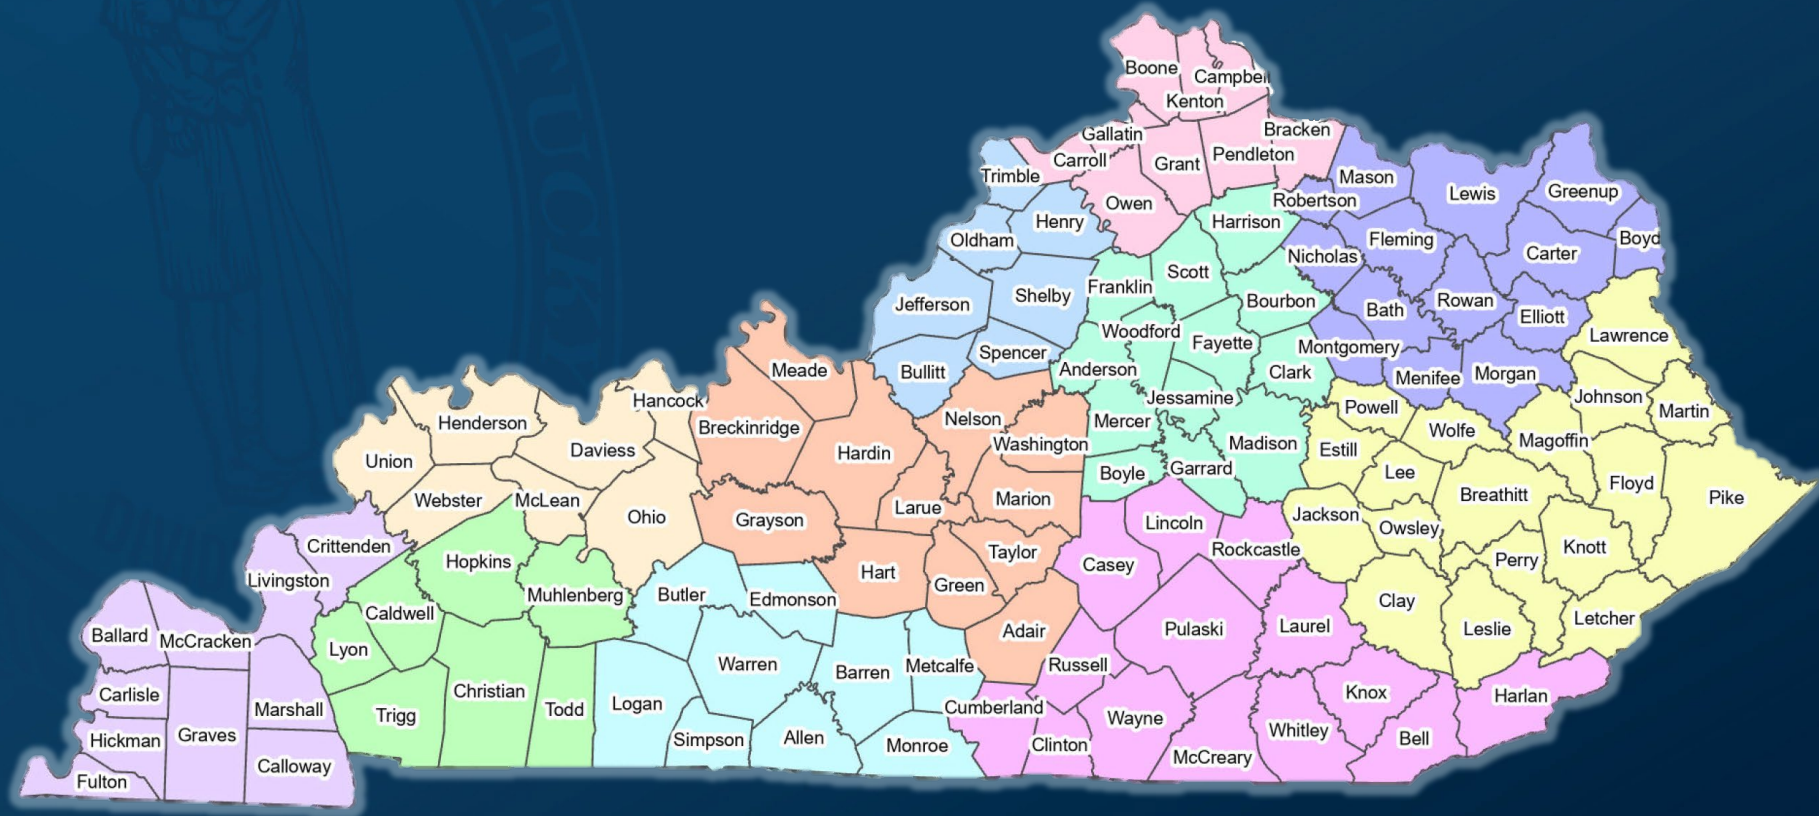 Boone
Campbell
Kenton
Gallatin
Bracken
Carroll
Grant
Pendleton
Trimble
Owen
Mason
Robertson
Lewis
Greenup
Henry
Harrison
Oldham
Fleming
Boyd
Nicholas
Carter
Scott
Franklin
Shelby
Jefferson
Bourbon
Bath
Rowan
Elliott
Woodford
Fayette
Lawrence
Spencer
Montgomery
Anderson
Bullitt
Clark
Menifee
Morgan
Meade
Jessamine
Johnson
Hancock
Powell
Martin
Nelson
Mercer
Henderson
Breckinridge
Wolfe
Magoffin
Washington
Madison
Daviess
Estill
Hardin
Union
Garrard
Boyle
Lee
Floyd
Breathitt
Pike
Webster
McLean
Marion
Larue
Ohio
Grayson
Lincoln
Jackson
Owsley
Crittenden
Taylor
Rockcastle
Knott
Hopkins
Perry
Casey
Hart
Livingston
Green
Muhlenberg
Butler
Edmonson
Clay
Caldwell
Letcher
Laurel
Leslie
Pulaski
Adair
Ballard
McCracken
Lyon
Warren
Russell
Metcalfe
Barren
Christian
Knox
Carlisle
Harlan
Logan
Cumberland
Marshall
Todd
Trigg
Wayne
Whitley
Graves
Allen
Bell
Hickman
Simpson
Clinton
Monroe
McCreary
Calloway
Fulton